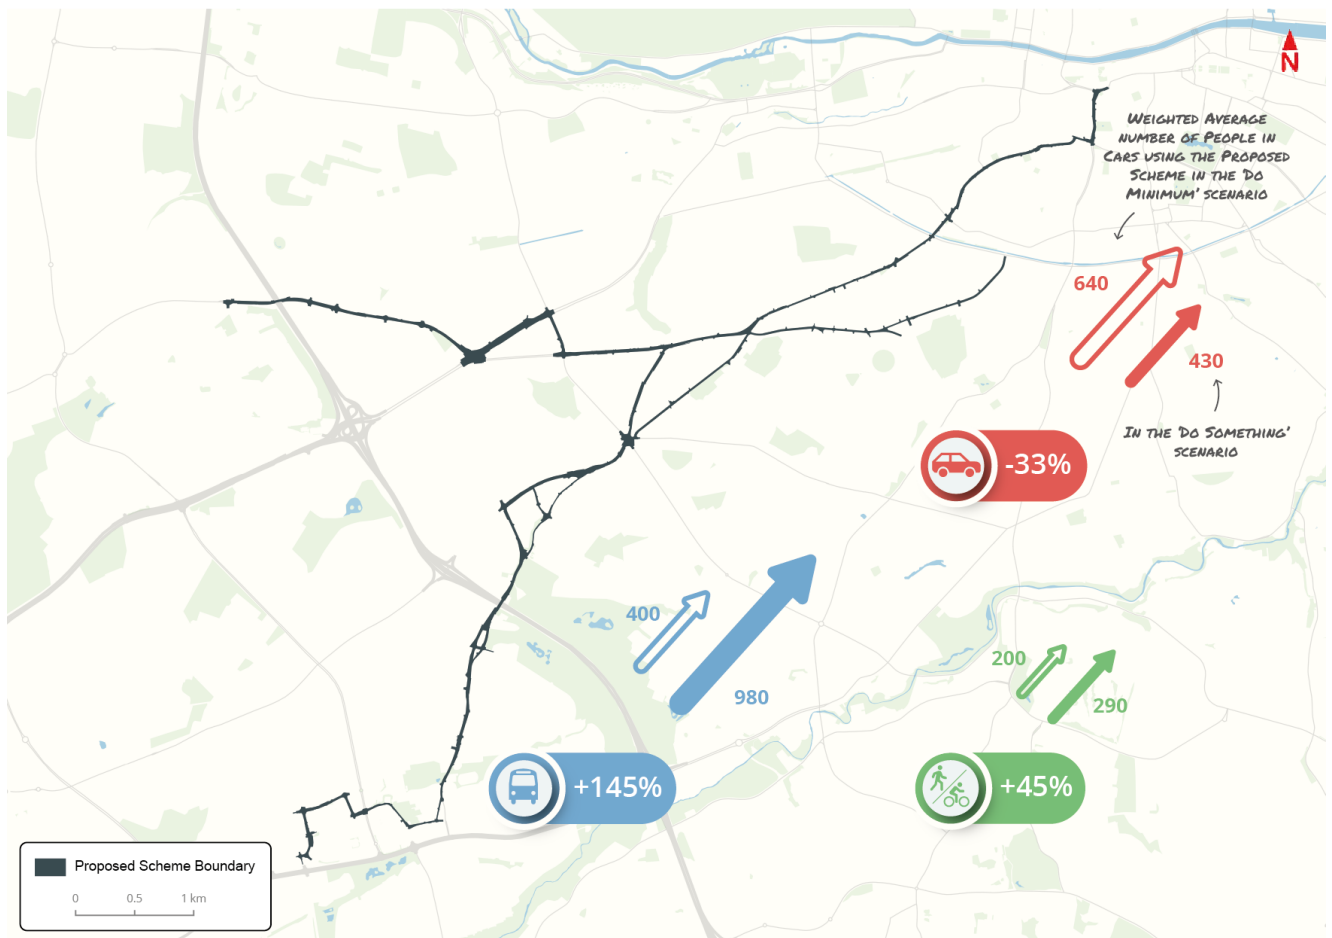 N
WEIGHTED AVERAGE
NUMBER OF PEOPLE IN
CARS USING THE PROPOSED
SCHEME IN THE 'DO
MINIMUM' SCENARIO
640
430
IN THE 'DO SOMETHING'
SCENARIO
-33%
400
980
+145%
200
290
+45%
Proposed Scheme Boundary
0 0.5 1 km